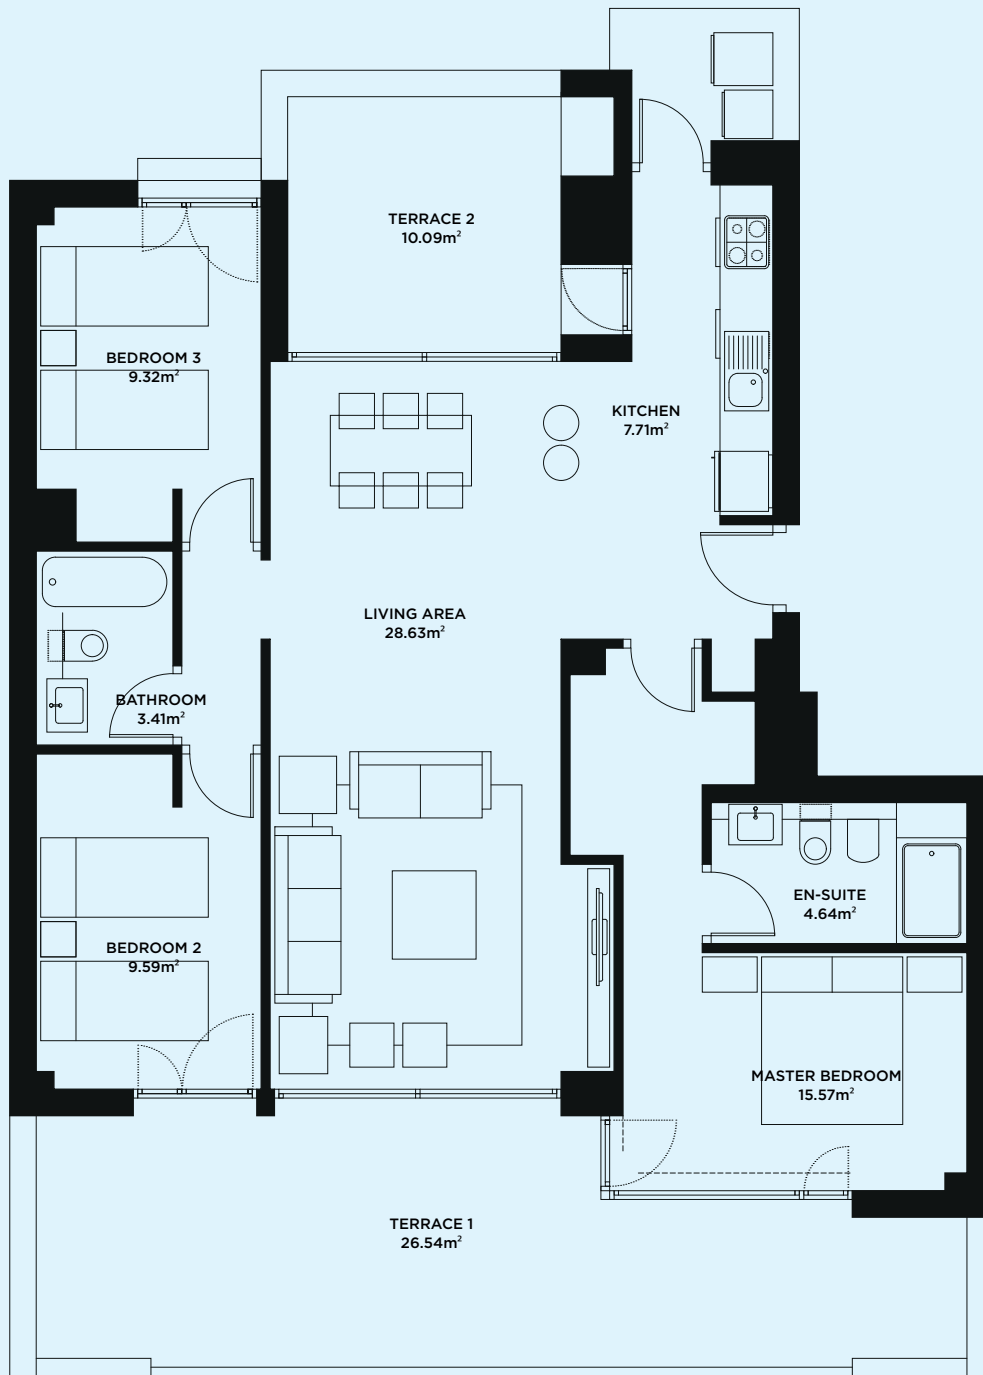 TERRACE 2
10.09m²
BEDROOM 3
9.32m²
KITCHEN
7.71m²
LIVING AREA
28.63m²
BATHROOM
3.41m²
EN-SUITE
4.64m²
BEDROOM 2
9.59m²
MASTER BEDROOM
15.57m²
TERRACE 1
26.54m²